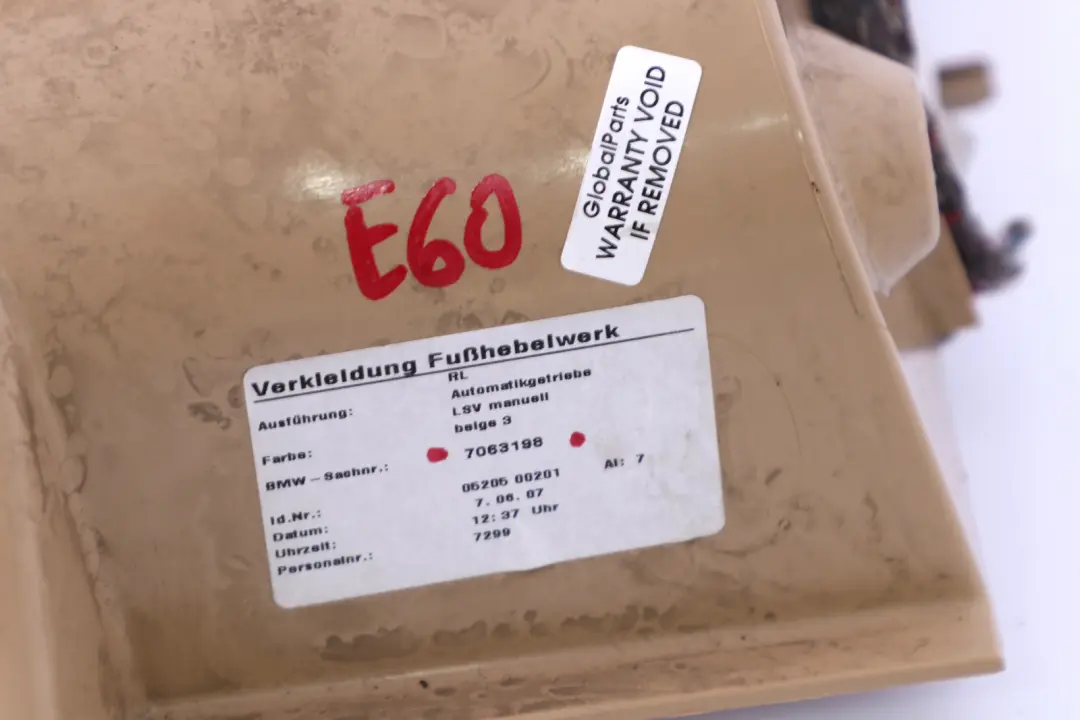 GlobalParts
WARRANTY VOID
IF REMOVED
E60
Verkleidung Fußhebelwerk
Ausführung: RL
Automatikgetriebe
LSV manuell
Farbe: beige 3
BMW - Sachnr.: 7063198 AI: 7
Id.Nr.: 05205 00201
Datum: 7. 06. 07
Uhrzeit: 12: 37 Uhr
Personalnr.: 7299